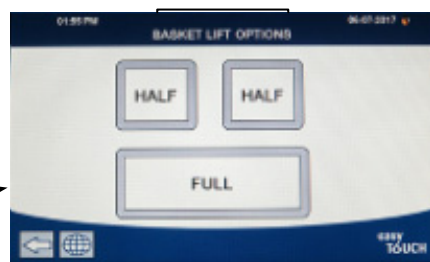 01:55 PM
BASKET LIFT OPTIONS
06-07-2017
HALF
HALF
FULL
easy
TOUCH